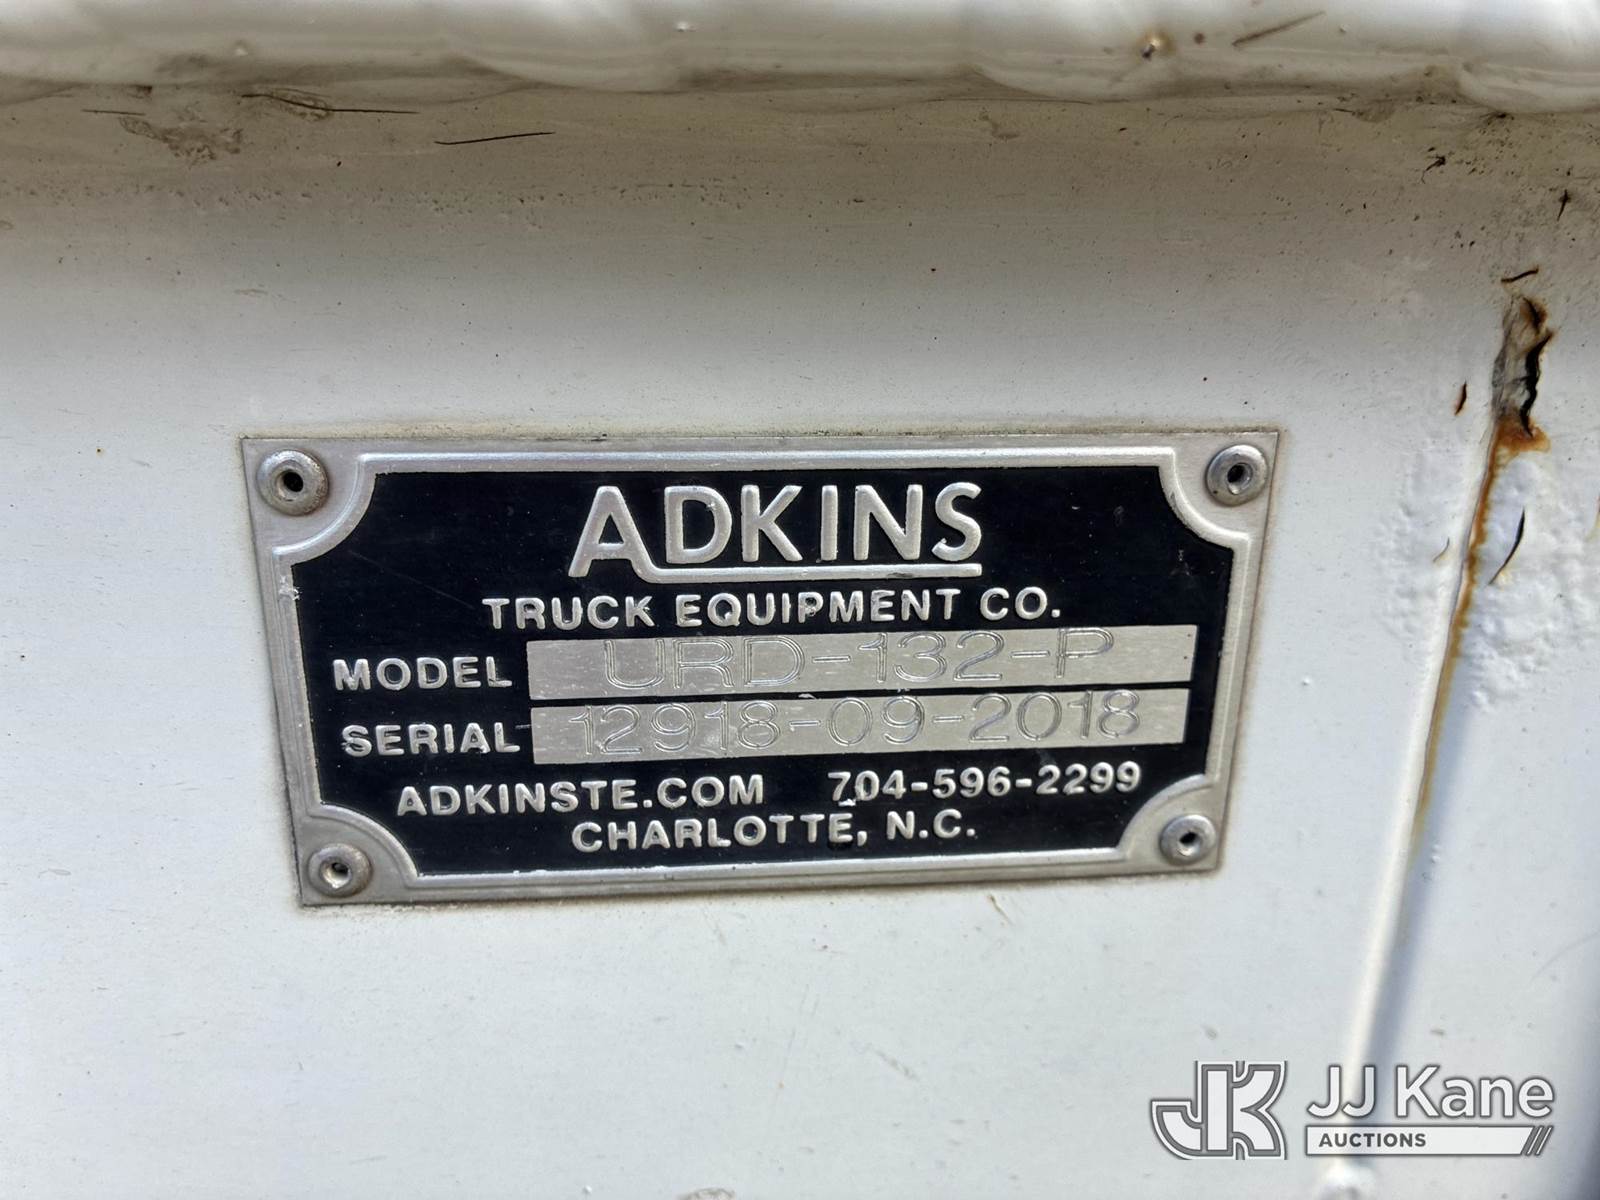 ADKINS
TRUCK EQUIPMENT CO.
MODEL URD-132-P
SERIAL 12918-09-2018
ADKINSTE.COM 704-596-2299
CHARLOTTE, N.C.
JK JJ Kane
AUCTIONS